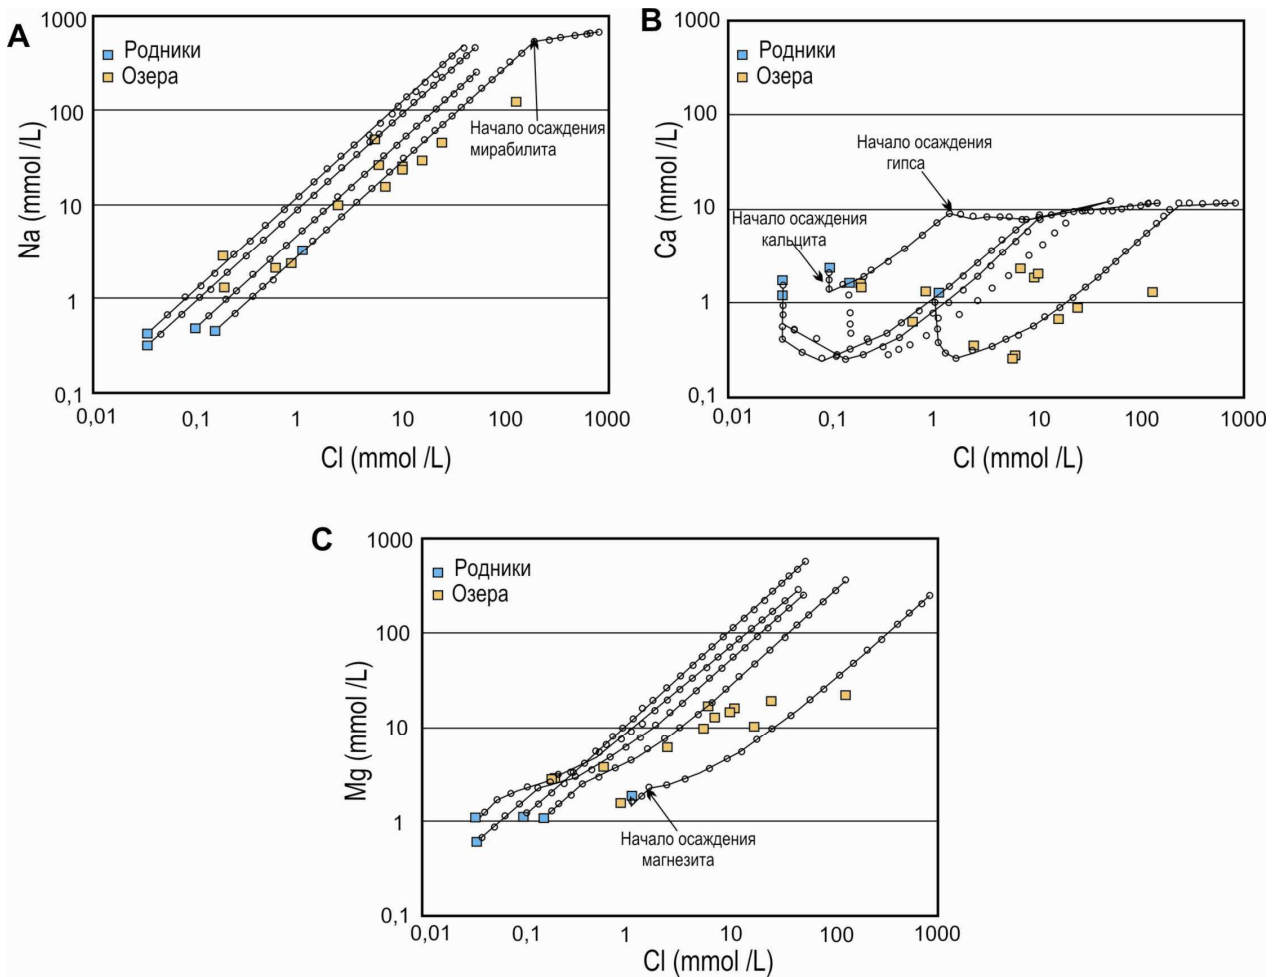 A
1000
Родники
Озера
100
Начало осаждения
мирабилита
10
1
0,1
0,01
0,1
1
10
100
1000
Na (mmol /L)
Cl (mmol /L)
B
1000
Родники
Озера
100
Начало осаждения
гипса
10
Начало осаждения
кальцита
1
0,1
0,01
0,1
1
10
100
1000
Ca (mmol /L)
Cl (mmol /L)
C
1000
Родники
Озера
100
10
1
Начало осаждения
магнезита
0,1
0,01
0,1
1
10
100
1000
Mg (mmol /L)
Cl (mmol /L)